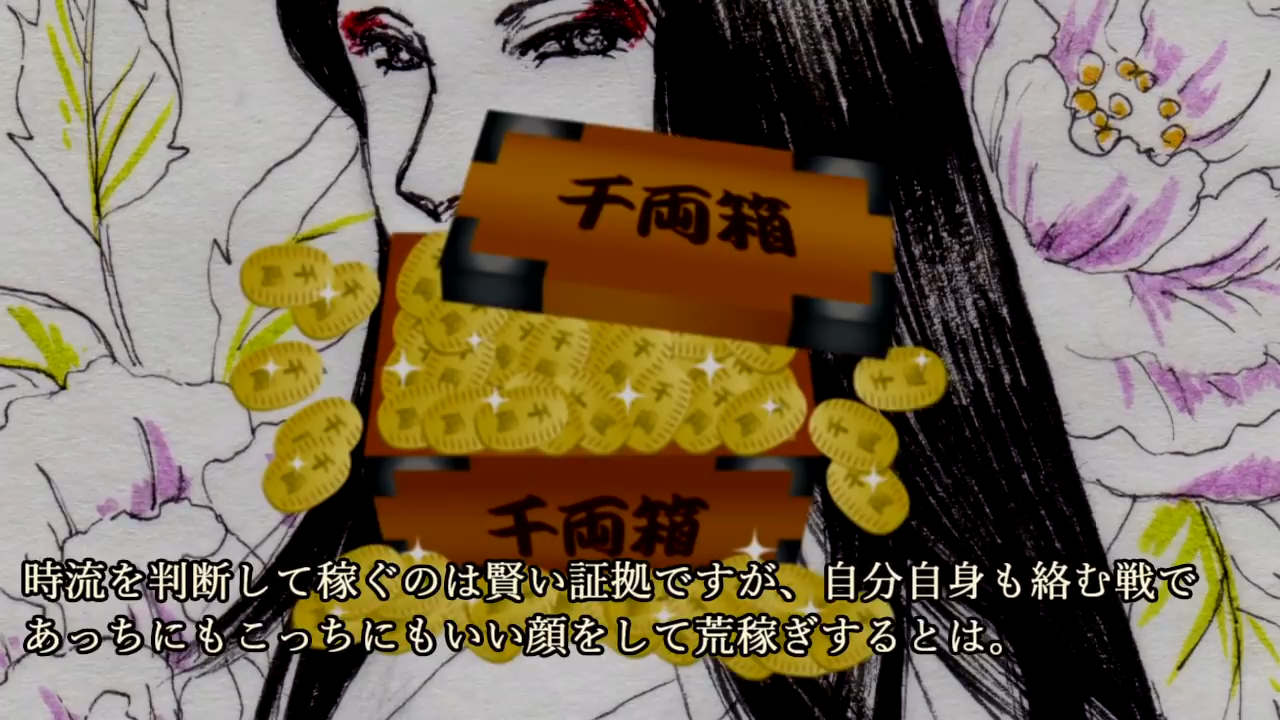 千両箱
千両箱
時流を判断して稼ぐのは賢い証拠ですが、自分自身も絡む戦で
あっちにもこっちにもいい顔をして荒稼ぎするとは。